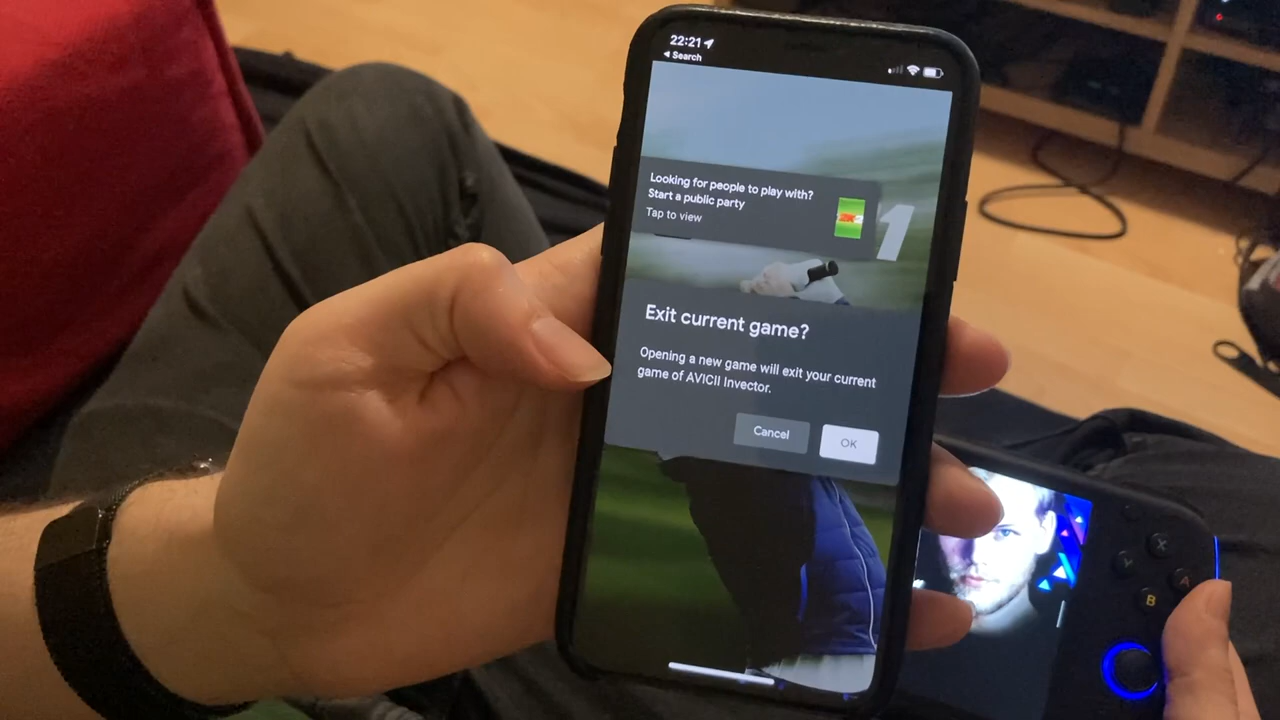 22:21
Search
Looking for people to play with?
Start a public party
Tap to view
1
Exit current game?
Opening a new game will exit your current
game of AVICII Invector.
Cancel
OK
X
Y
A
B